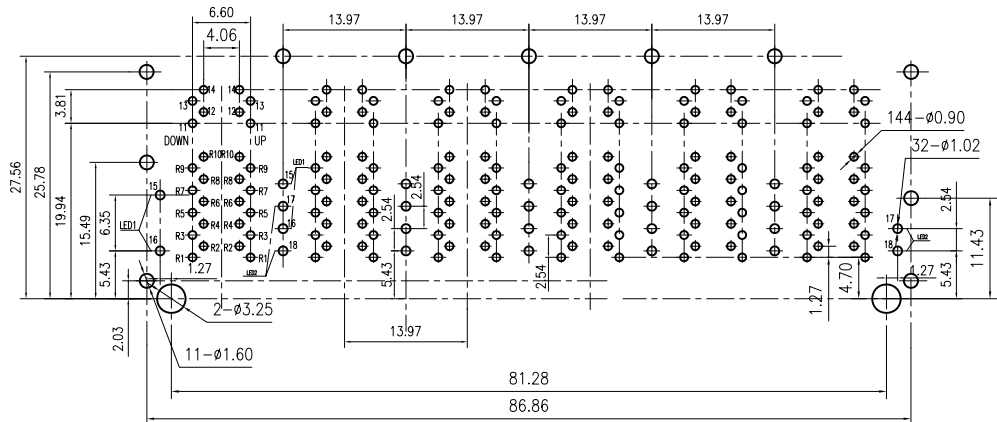 6.60
13.97
13.97
13.97
13.97
4.06
14
14
13
13
12
12
11
11
DOWN
UP
3.81
144-ø0.90
32-ø1.02
R10
R10
R9
R9
R8
R8
R7
R7
R6
R6
R5
R5
R4
R4
R3
R3
R2
R2
R1
R1
LED1
15
17
16
18
LED2
15
LED1
16
17
18
LED2
27.56
25.78
19.94
15.49
6.35
5.43
2.03
1.27
2.54
2.54
5.43
2.54
1.27
4.70
1.27
2.54
5.43
11.43
2-ø3.25
11-ø1.60
13.97
81.28
86.86